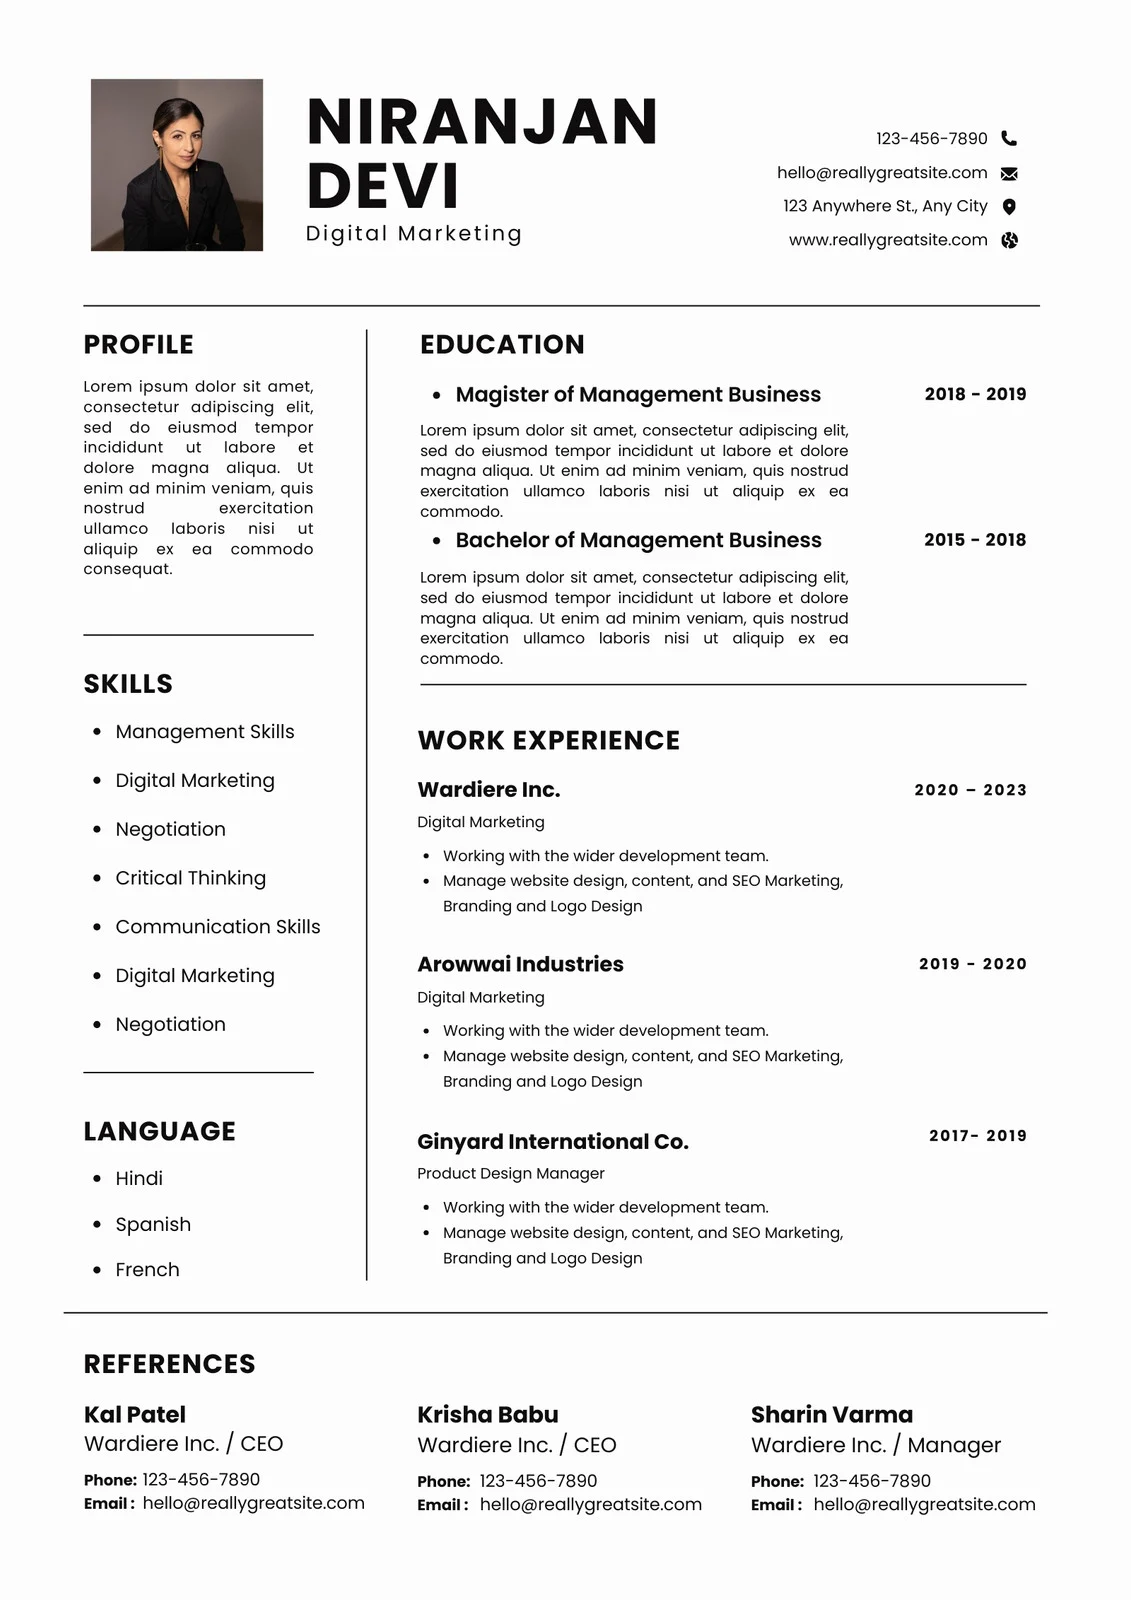 NIRANJAN
DEVI
Digital Marketing
123-456-7890
hello@reallygreatsite.com
123 Anywhere St., Any City
www.reallygreatsite.com
PROFILE
Lorem ipsum dolor sit amet,
consectetur adipiscing elit,
sed do eiusmod tempor
incididunt ut labore et
dolore magna aliqua. Ut
enim ad minim veniam, quis
nostrud exercitation
ullamco laboris nisi ut
aliquip ex ea commodo
consequat.
SKILLS
• Management Skills
• Digital Marketing
• Negotiation
• Critical Thinking
• Communication Skills
• Digital Marketing
• Negotiation
LANGUAGE
• Hindi
• Spanish
• French
EDUCATION
• Magister of Management Business 2018 - 2019
Lorem ipsum dolor sit amet, consectetur adipiscing elit,
sed do eiusmod tempor incididunt ut labore et dolore
magna aliqua. Ut enim ad minim veniam, quis nostrud
exercitation ullamco laboris nisi ut aliquip ex ea
commodo.
• Bachelor of Management Business 2015 - 2018
Lorem ipsum dolor sit amet, consectetur adipiscing elit,
sed do eiusmod tempor incididunt ut labore et dolore
magna aliqua. Ut enim ad minim veniam, quis nostrud
exercitation ullamco laboris nisi ut aliquip ex ea
commodo.
WORK EXPERIENCE
Wardiere Inc. 2020 – 2023
Digital Marketing
• Working with the wider development team.
• Manage website design, content, and SEO Marketing,
Branding and Logo Design
Arowwai Industries 2019 - 2020
Digital Marketing
• Working with the wider development team.
• Manage website design, content, and SEO Marketing,
Branding and Logo Design
Ginyard International Co. 2017- 2019
Product Design Manager
• Working with the wider development team.
• Manage website design, content, and SEO Marketing,
Branding and Logo Design
REFERENCES
Kal Patel
Wardiere Inc. / CEO
Phone: 123-456-7890
Email : hello@reallygreatsite.com
Krisha Babu
Wardiere Inc. / CEO
Phone: 123-456-7890
Email : hello@reallygreatsite.com
Sharin Varma
Wardiere Inc. / Manager
Phone: 123-456-7890
Email : hello@reallygreatsite.com